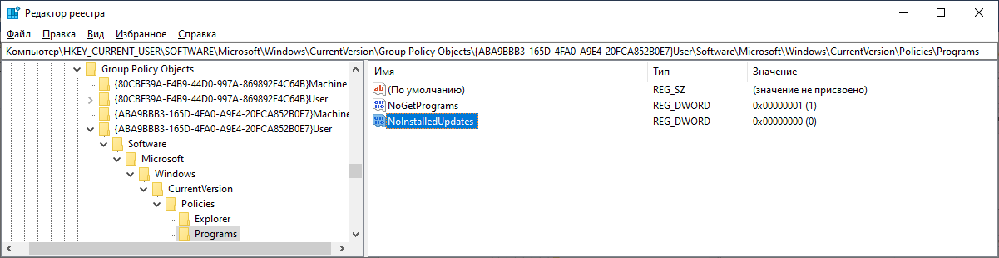 Редактор реестра
Файл Правка Вид Избранное Справка
Компьютер\HKEY_CURRENT_USER\SOFTWARE\Microsoft\Windows\CurrentVersion\Group Policy Objects\{ABA9BBB3-165D-4FA0-A9E4-20FCA852B0E7}User\Software\Microsoft\Windows\CurrentVersion\Policies\Programs
Group Policy Objects
{80CBF39A-F4B9-44D0-997A-869892E4C64B}Machine
{80CBF39A-F4B9-44D0-997A-869892E4C64B}User
{ABA9BBB3-165D-4FA0-A9E4-20FCA852B0E7}Machine
{ABA9BBB3-165D-4FA0-A9E4-20FCA852B0E7}User
Software
Microsoft
Windows
CurrentVersion
Policies
Explorer
Programs
Имя Тип Значение
(По умолчанию) REG_SZ (значение не присвоено)
NoGetPrograms REG_DWORD 0x00000001 (1)
NoInstalledUpdates REG_DWORD 0x00000000 (0)